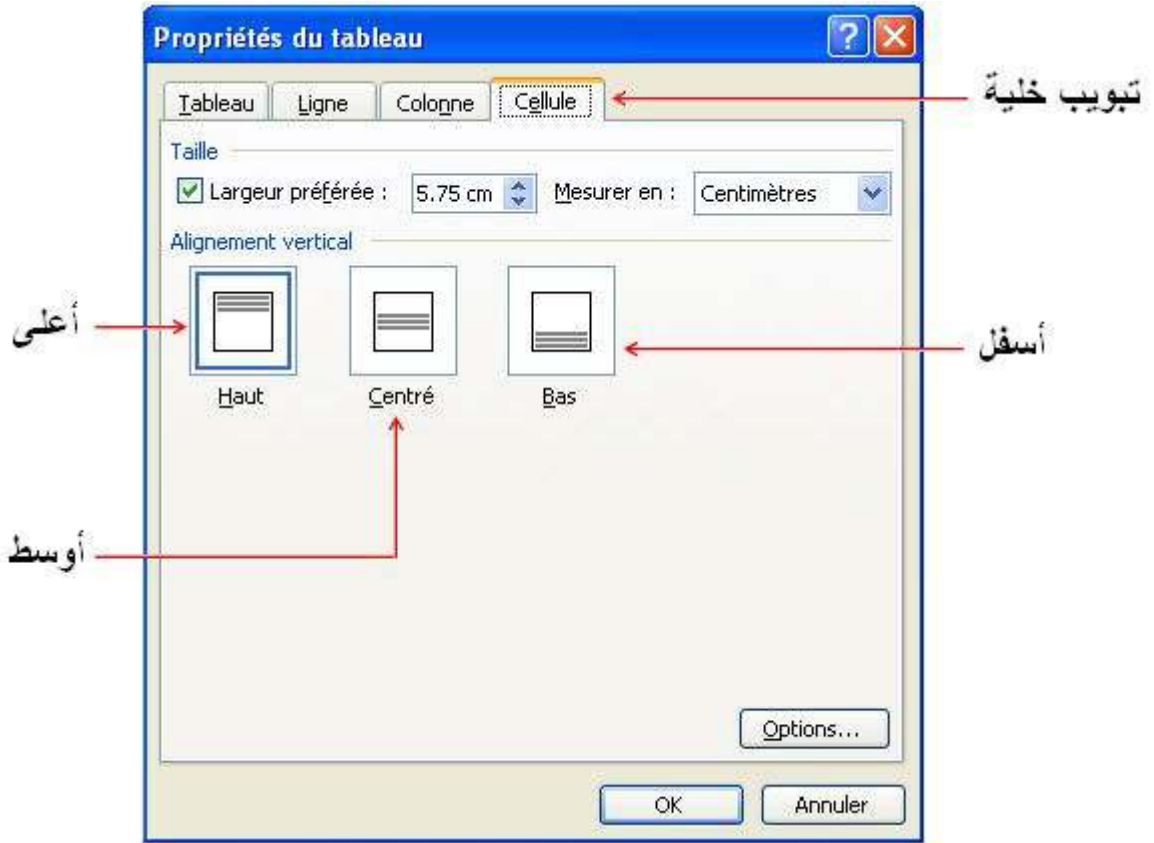 Propriétés du tableau
Tableau Ligne Colonne Cellule
تبويب خلية
Taille
Largeur préférée : 5.75 cm Mesurer en : Centimètres
Alignement vertical
أعلى
أسفل
Haut Centré Bas
أوسط
Options...
OK Annuler